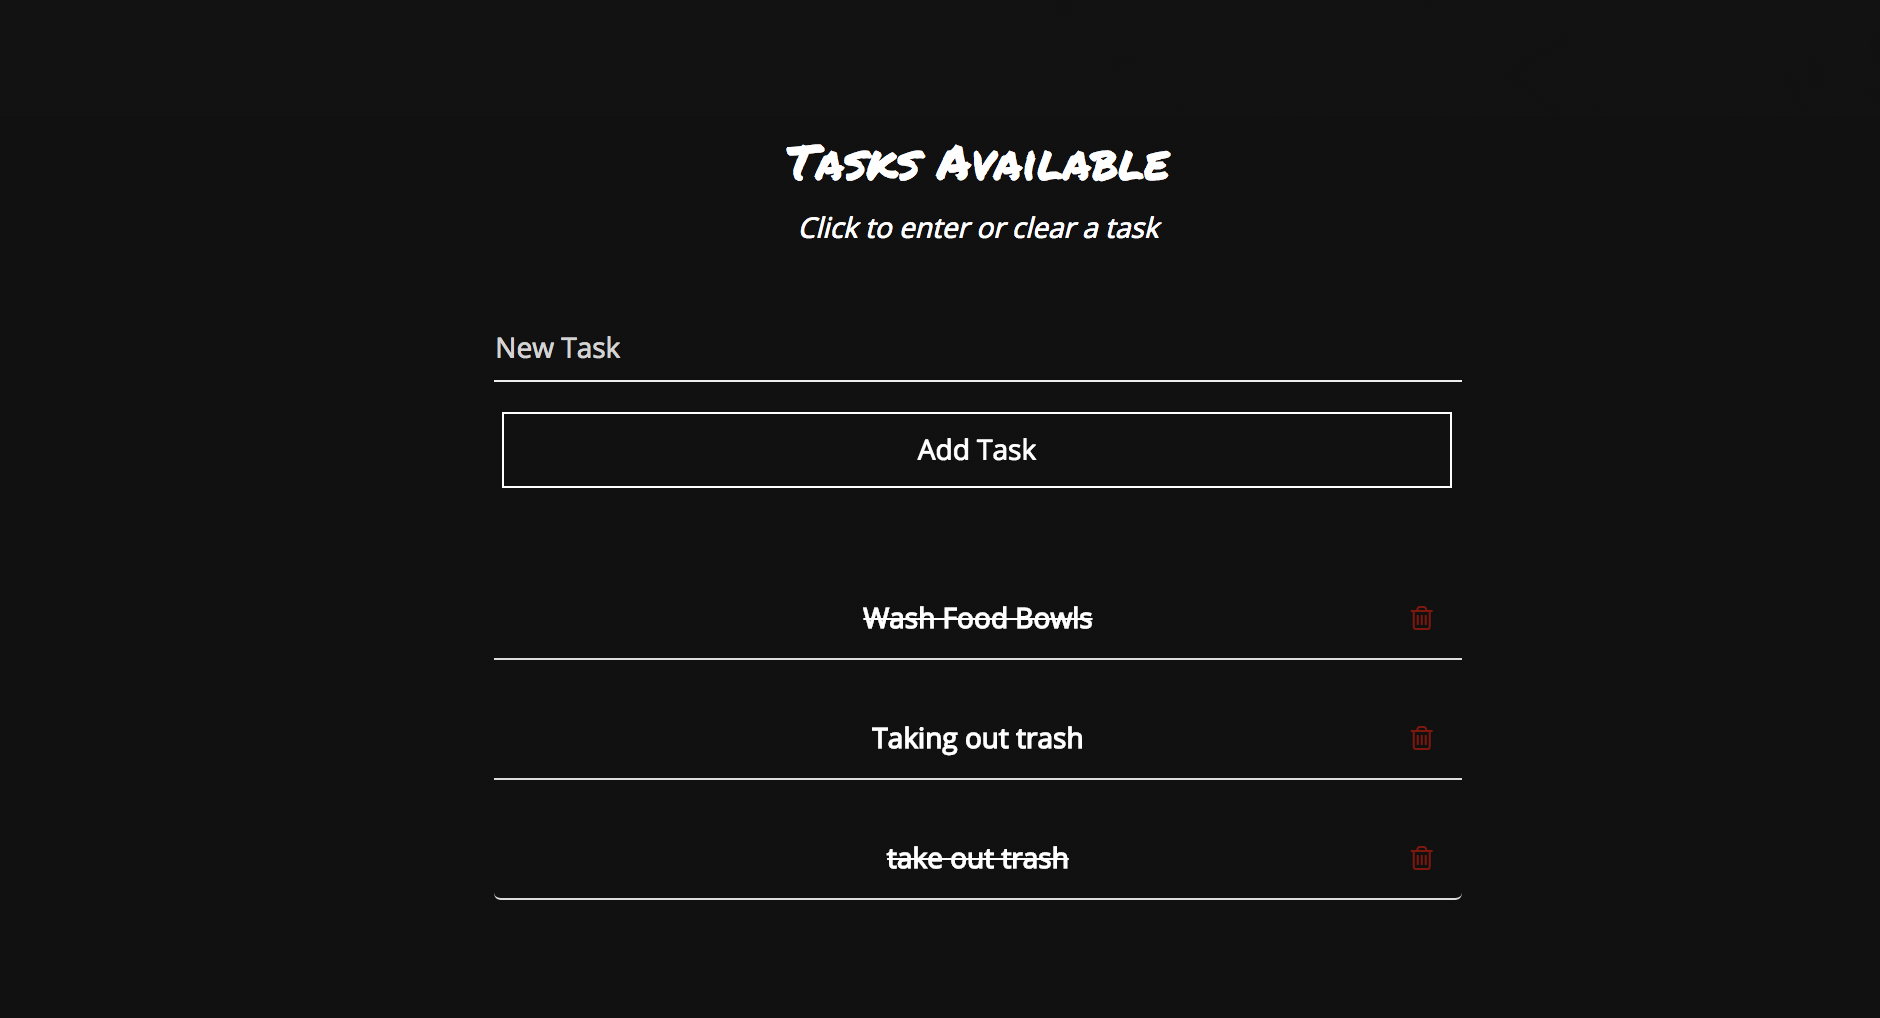 Tasks Available
Click to enter or clear a task
New Task
Add Task
Wash Food Bowls
Taking out trash
take out trash